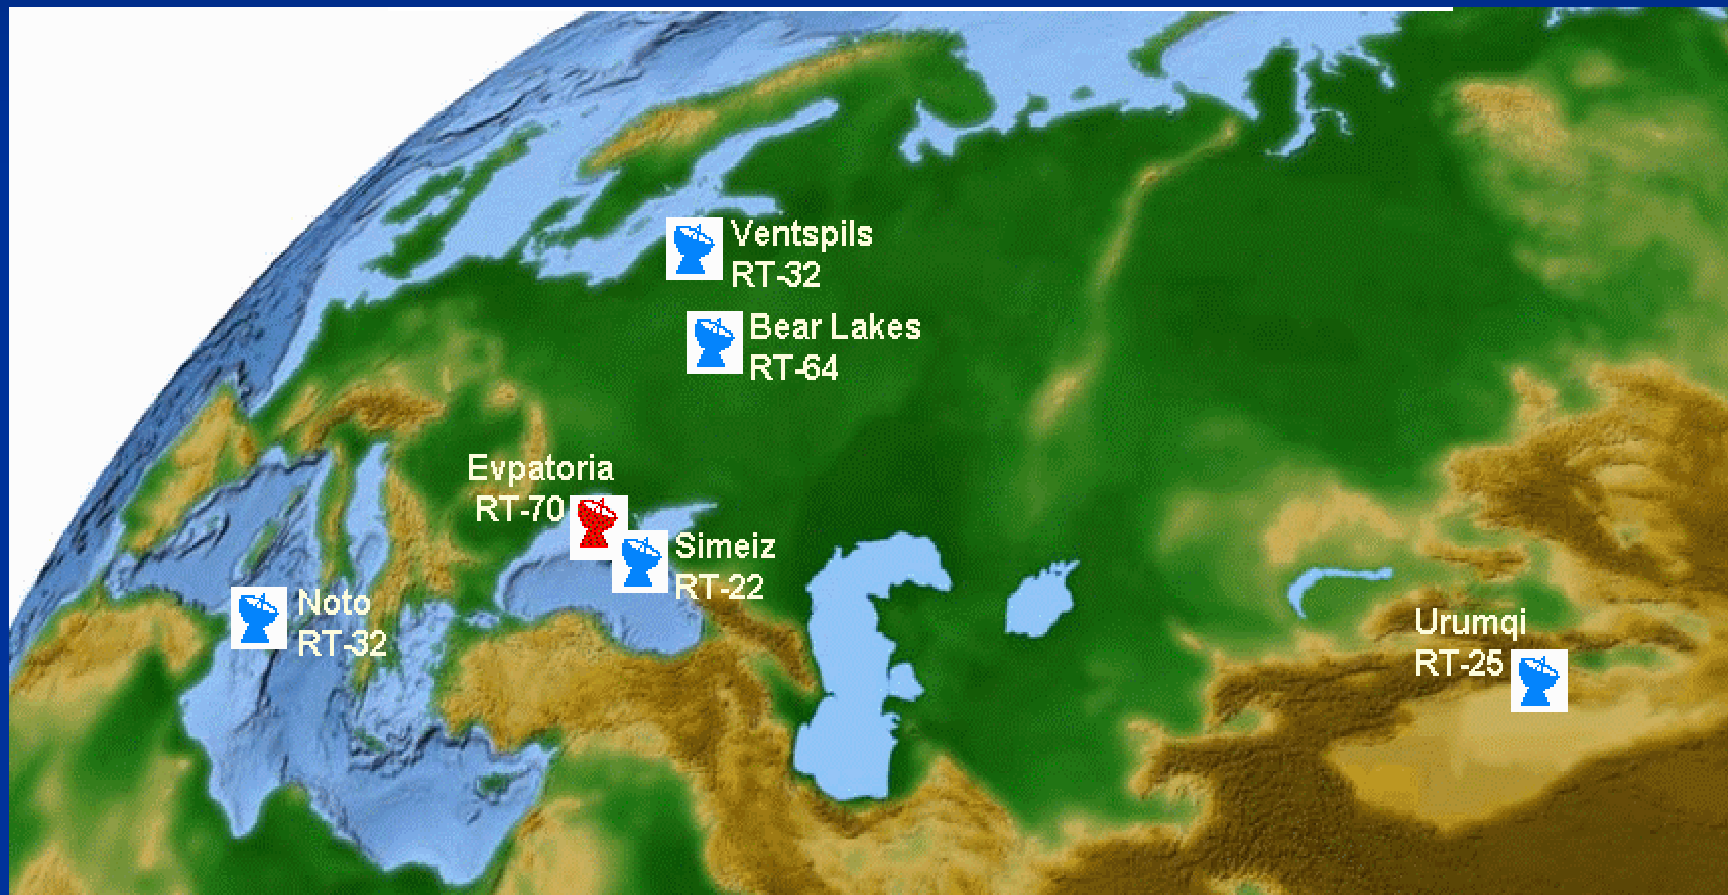 Ventspils
RT-32
Bear Lakes
RT-64
Evpatoria
RT-70
Simeiz
RT-22
Noto
RT-32
Urumqi
RT-25